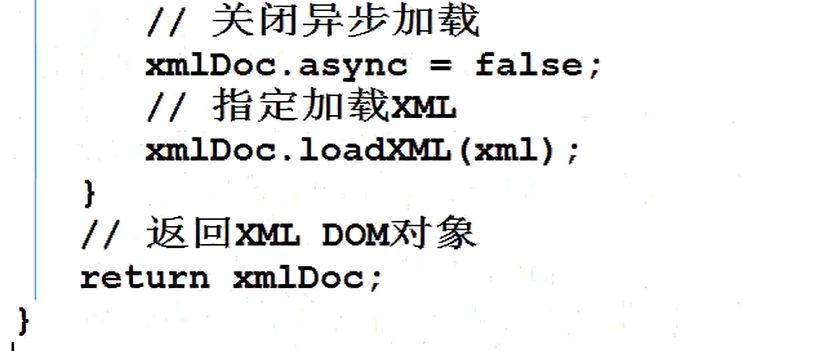 // 关闭异步加载
xmlDoc.async = false;
// 指定加载XML
xmlDoc.loadXML(xml);
}
// 返回XML DOM对象
return xmlDoc;
}